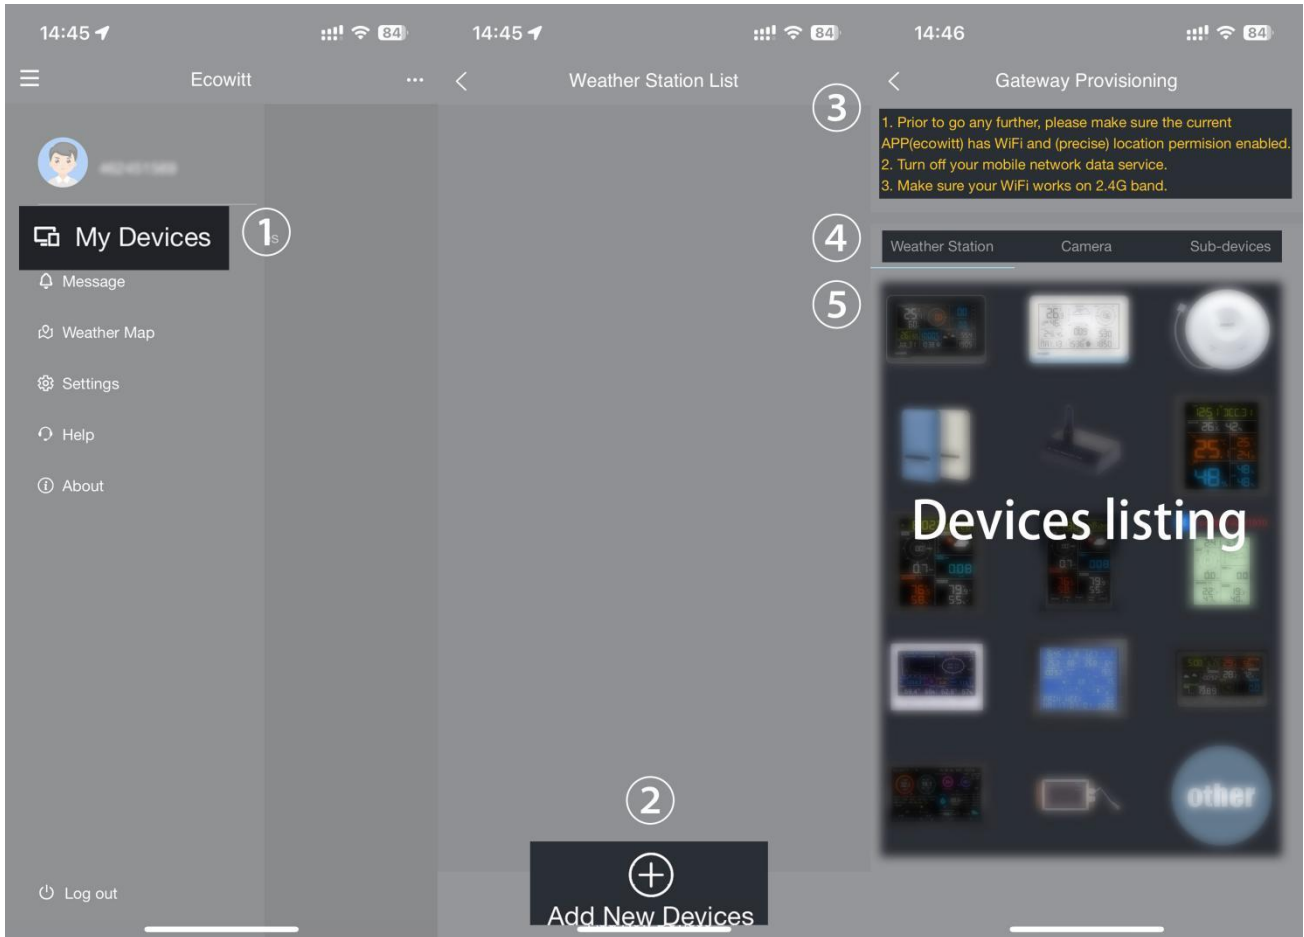 14:45
84
Ecowitt
My Devices
1
Message
Weather Map
Settings
Help
About
Log out
14:45
84
Weather Station List
2
Add New Devices
14:46
84
Gateway Provisioning
3
1. Prior to go any further, please make sure the current
APP(ecowitt) has WiFi and (precise) location permision enabled.
2. Turn off your mobile network data service.
3. Make sure your WiFi works on 2.4G band.
4
Weather Station Camera Sub-devices
5
Devices listing
other